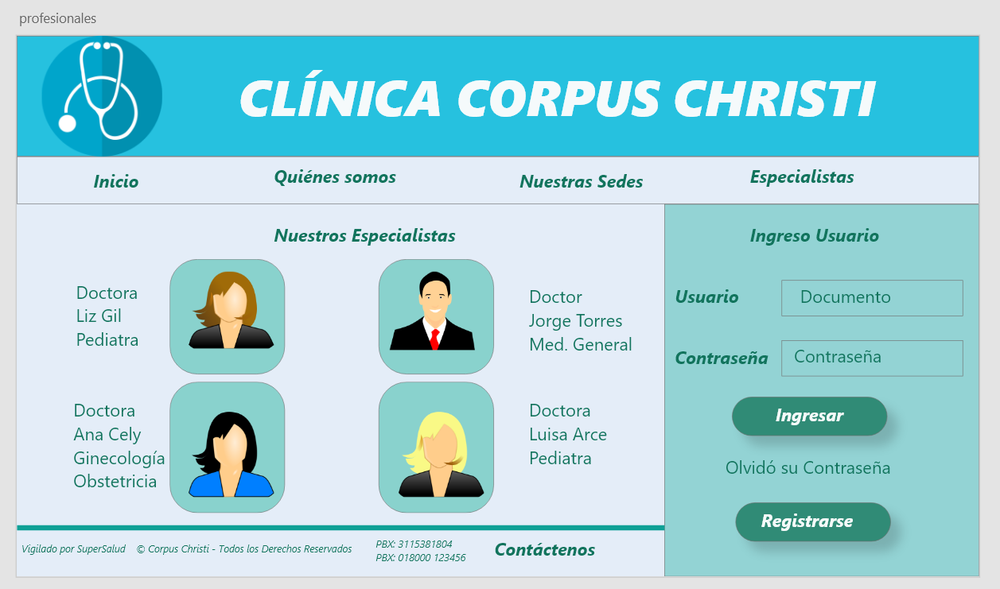 profesionales
CLÍNICA CORPUS CHRISTI
Inicio
Quiénes somos
Nuestras Sedes
Especialistas
Nuestros Especialistas
Doctora
Liz Gil
Pediatra
Doctor
Jorge Torres
Med. General
Doctora
Ana Cely
Ginecología
Obstetricia
Doctora
Luisa Arce
Pediatra
Ingreso Usuario
Usuario
Documento
Contraseña
Contraseña
Ingresar
Olvidó su Contraseña
Registrarse
Vigilado por SuperSalud
© Corpus Christi - Todos los Derechos Reservados
PBX: 3115381804
PBX: 018000 123456
Contáctenos